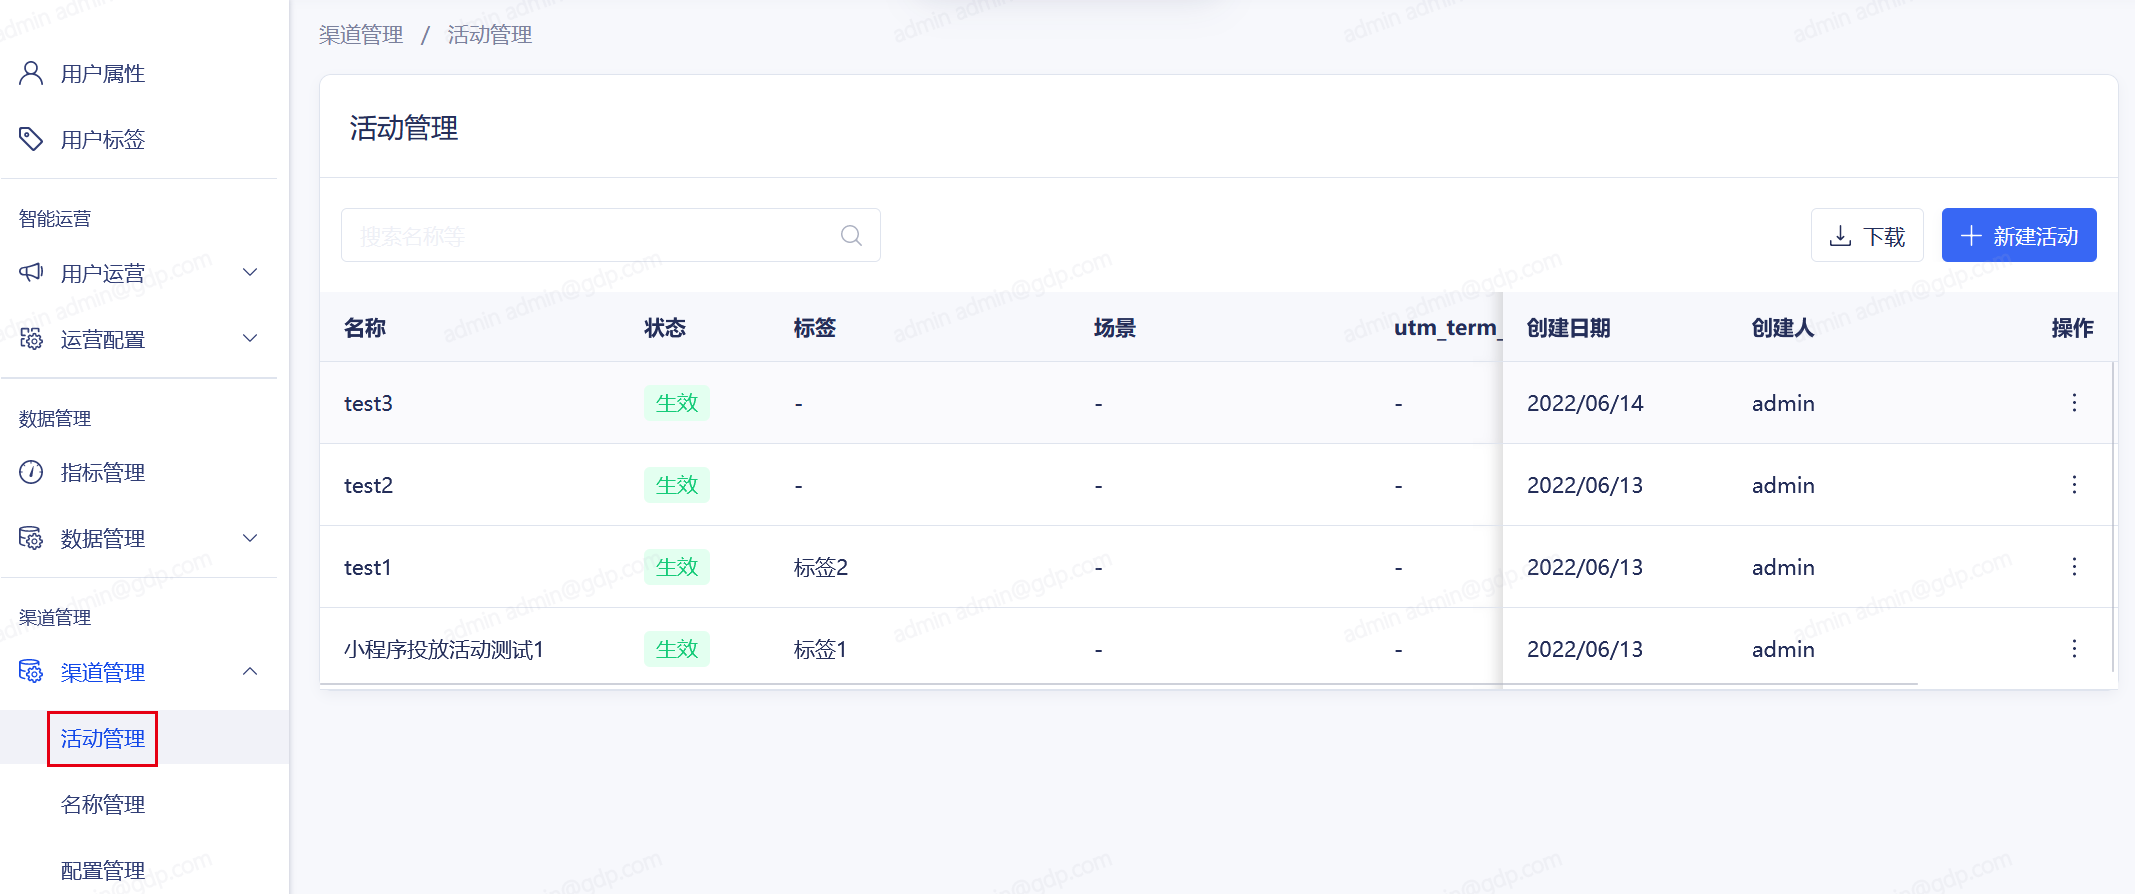 用户属性
用户标签
智能运营
用户运营
运营配置
数据管理
指标管理
数据管理
渠道管理
渠道管理
活动管理
名称管理
配置管理
渠道管理 / 活动管理
活动管理
搜索名称等
下载
新建活动
名称 状态 标签 场景 utm_term_ 创建日期 创建人 操作
test3 生效 - - - 2022/06/14 admin
test2 生效 - - - 2022/06/13 admin
test1 生效 标签2 - - 2022/06/13 admin
小程序投放活动测试1 生效 标签1 - - 2022/06/13 admin
admin admin@gdp.com